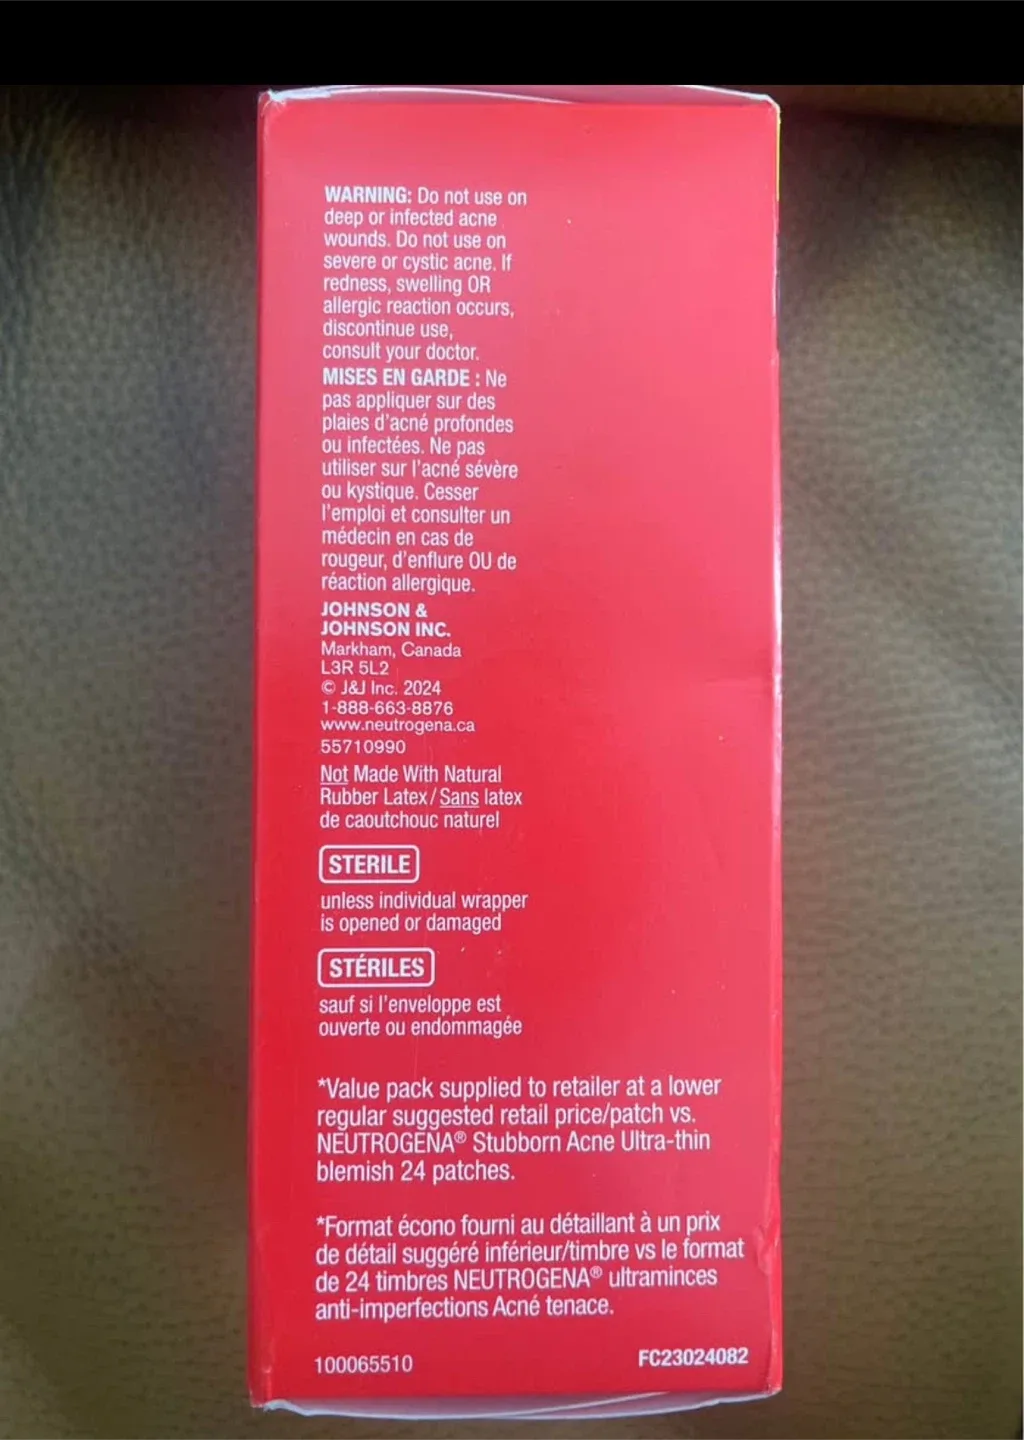 WARNING: Do not use on
deep or infected acne
wounds. Do not use on
severe or cystic acne. If
redness, swelling OR
allergic reaction occurs,
discontinue use,
consult your doctor.
MISES EN GARDE : Ne
pas appliquer sur des
plaies d'acné profondes
ou infectées. Ne pas
utiliser sur l'acné sévère
ou kystique. Cesser
l'emploi et consulter un
médecin en cas de
rougeur, d'enflure OU de
réaction allergique.
JOHNSON &
JOHNSON INC.
Markham, Canada
L3R 5L2
© J&J Inc. 2024
1-888-663-8876
www.neutrogena.ca
55710990
Not Made With Natural
Rubber Latex/Sans latex
de caoutchouc naturel
STERILE
unless individual wrapper
is opened or damaged
STÉRILES
sauf si l'enveloppe est
ouverte ou endommagée
*Value pack supplied to retailer at a lower
regular suggested retail price/patch vs.
NEUTROGENA® Stubborn Acne Ultra-thin
blemish 24 patches.
*Format écono fourni au détaillant à un prix
de détail suggéré inférieur/timbre vs le format
de 24 timbres NEUTROGENA® ultraminces
anti-imperfections Acné tenace.
100065510
FC23024082